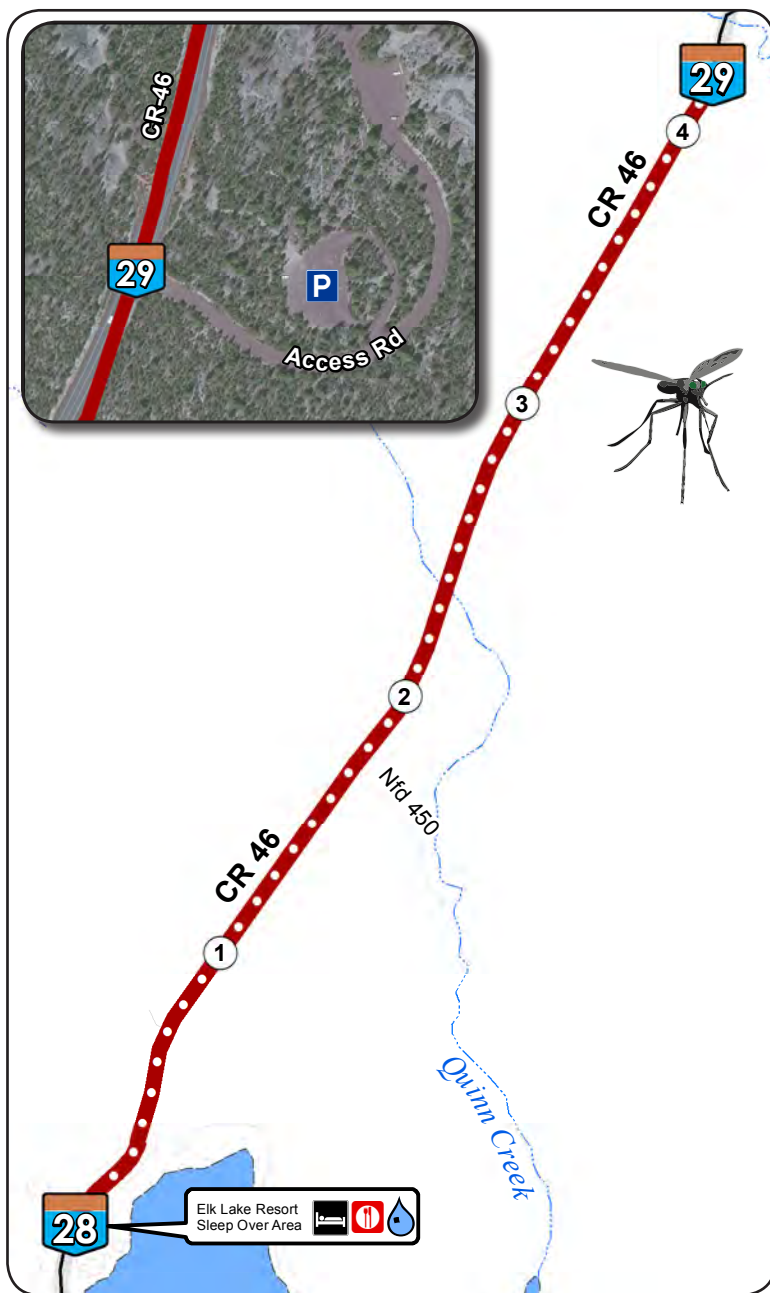 CR-46
29
P
Access Rd
29
4
CR 46
3
2
Nfd 450
CR 46
1
Quinn Creek
28
Elk Lake Resort
Sleep Over Area